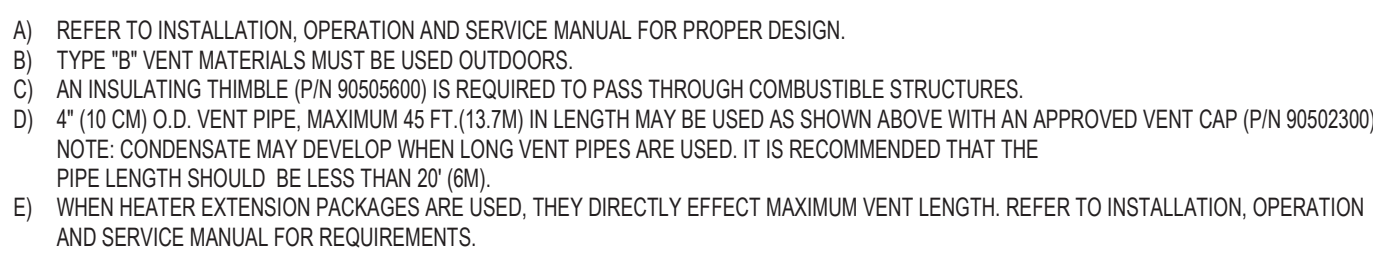 A) REFER TO INSTALLATION, OPERATION AND SERVICE MANUAL FOR PROPER DESIGN.
B) TYPE "B" VENT MATERIALS MUST BE USED OUTDOORS.
C) AN INSULATING THIMBLE (P/N 90505600) IS REQUIRED TO PASS THROUGH COMBUSTIBLE STRUCTURES.
D) 4" (10 CM) O.D. VENT PIPE, MAXIMUM 45 FT.(13.7M) IN LENGTH MAY BE USED AS SHOWN ABOVE WITH AN APPROVED VENT CAP (P/N 90502300)
NOTE: CONDENSATE MAY DEVELOP WHEN LONG VENT PIPES ARE USED. IT IS RECOMMENDED THAT THE
PIPE LENGTH SHOULD BE LESS THAN 20' (6M).
E) WHEN HEATER EXTENSION PACKAGES ARE USED, THEY DIRECTLY EFFECT MAXIMUM VENT LENGTH. REFER TO INSTALLATION, OPERATION
AND SERVICE MANUAL FOR REQUIREMENTS.